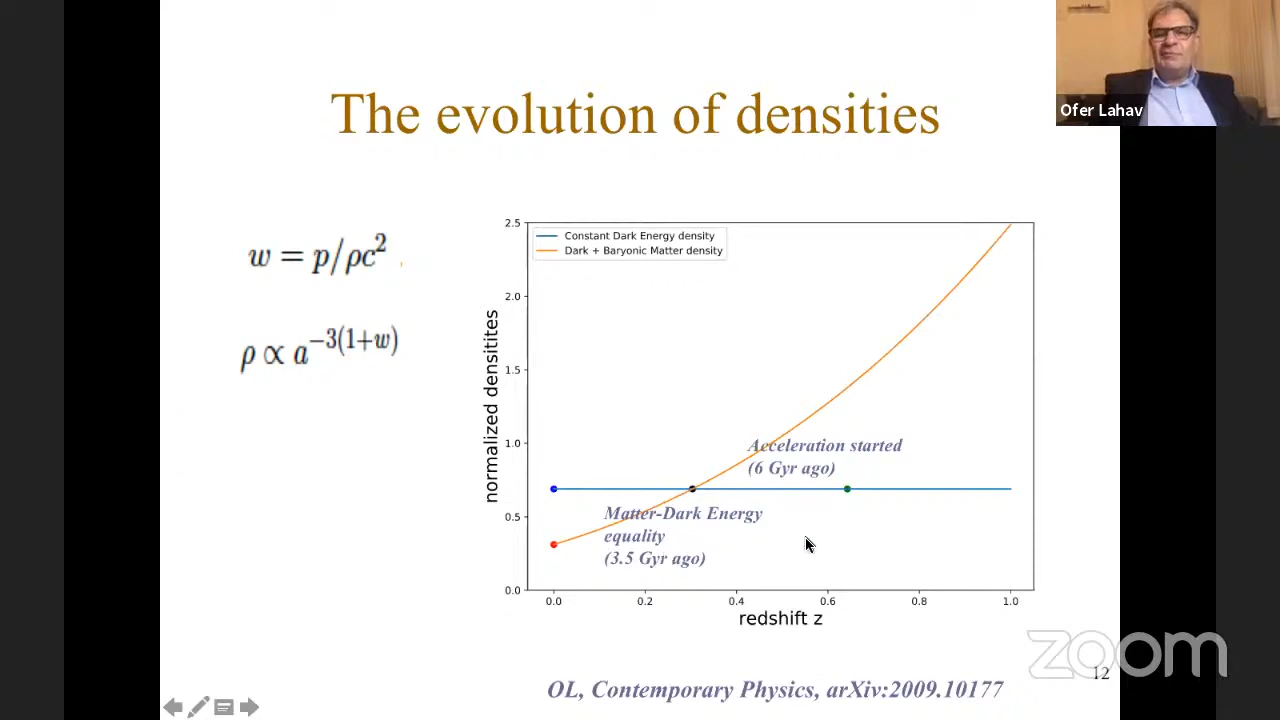 The evolution of densities
Ofer Lahav
w = p/ρc²
ρ ∝ a^{-3(1+w)}
2.5
2.0
1.5
1.0
0.5
0.0
normalized densitites
Constant Dark Energy density
Dark + Baryonic Matter density
Acceleration started
(6 Gyr ago)
Matter-Dark Energy
equality
(3.5 Gyr ago)
0.0 0.2 0.4 0.6 0.8 1.0
redshift z
zoom
12
OL, Contemporary Physics, arXiv:2009.10177